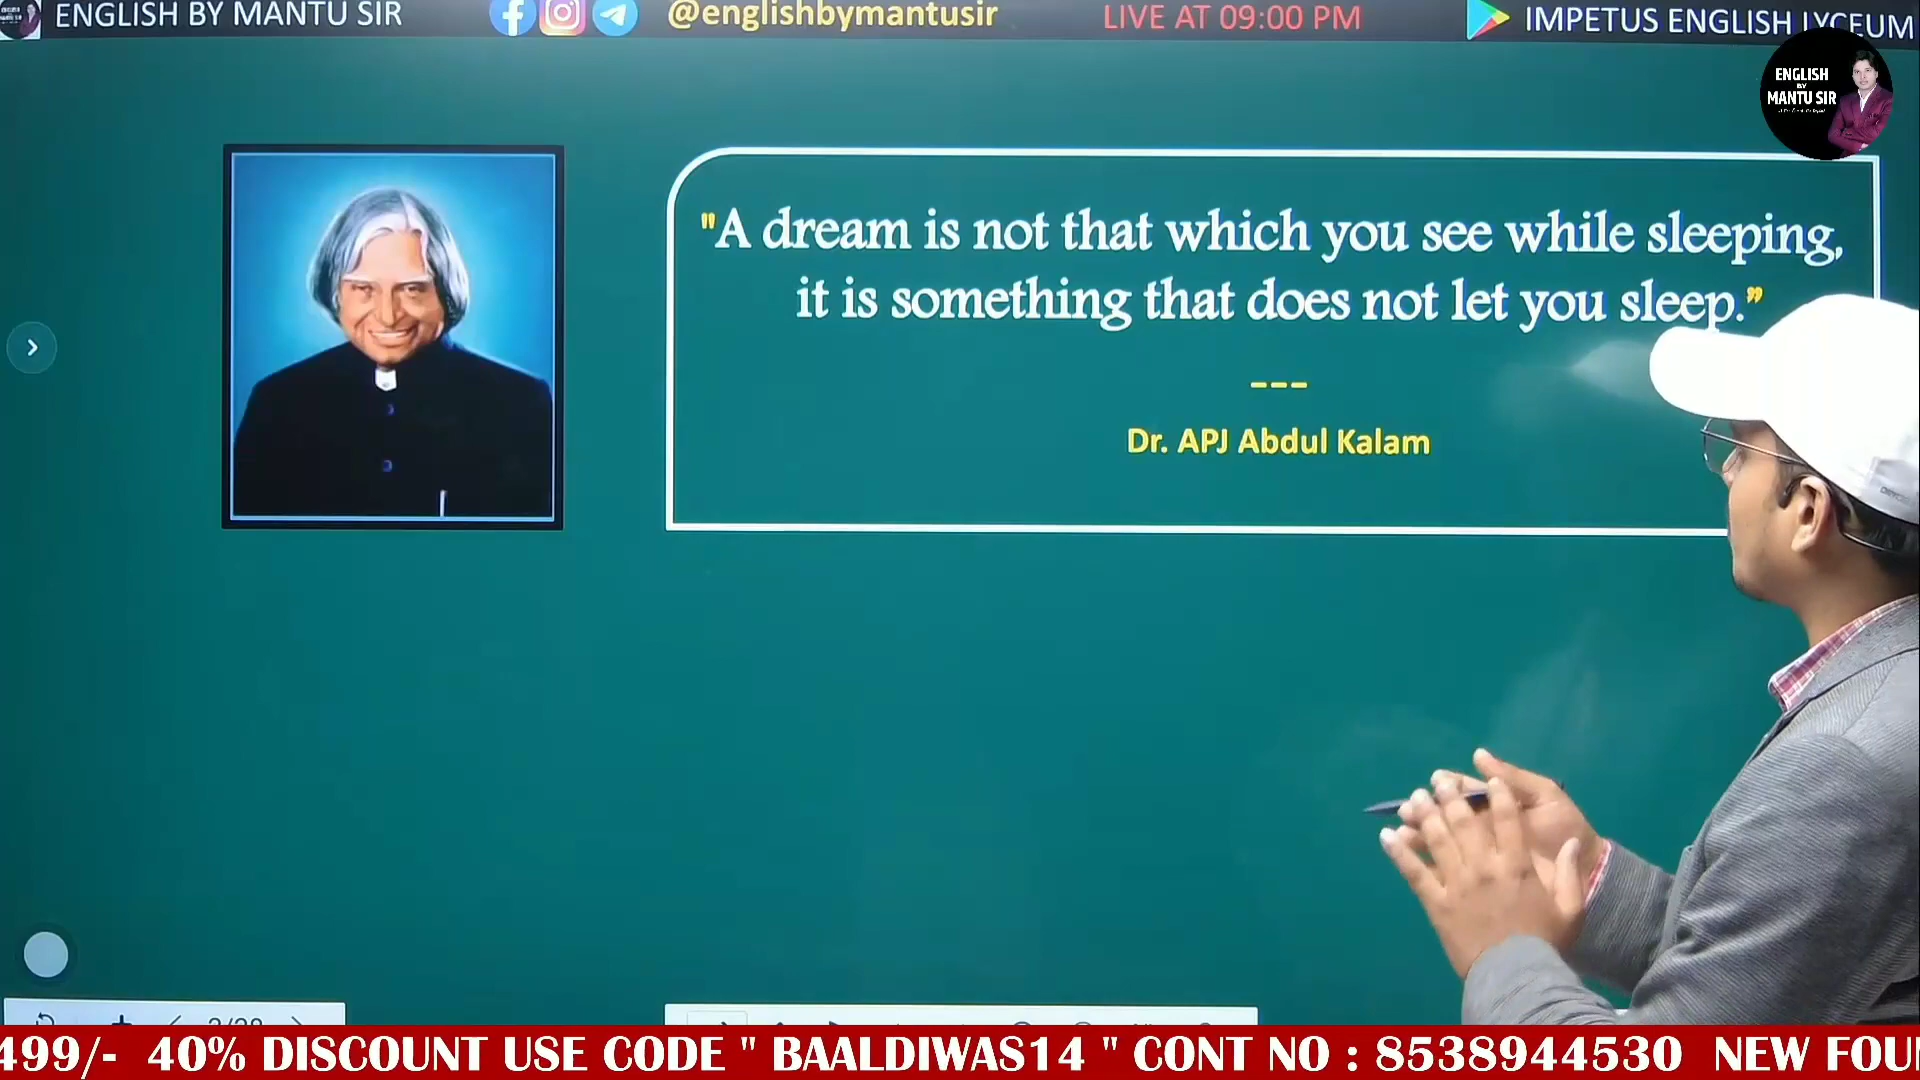 ENGLISH BY MANTU SIR
@englishbymantusir
LIVE AT 09:00 PM
IMPETUS ENGLISH LYCEUM
ENGLISH
BY
MANTU SIR
"A dream is not that which you see while sleeping,
it is something that does not let you sleep.”
---
Dr. APJ Abdul Kalam
499/- 40% DISCOUNT USE CODE " BAALDIWAS14 " CONT NO : 8538944530 NEW FOU